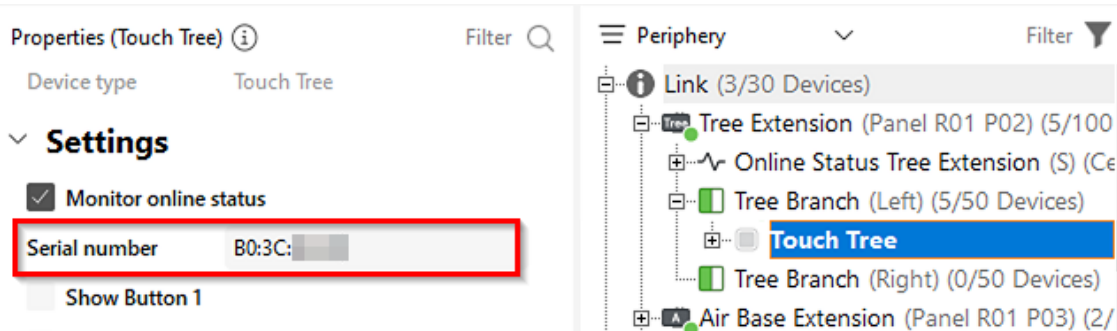 Properties (Touch Tree)
Filter
Device type Touch Tree
Settings
Monitor online status
Serial number B0:3C:
Show Button 1
Periphery
Filter
Link (3/30 Devices)
Tree Tree Extension (Panel R01 P02) (5/100
Online Status Tree Extension (S) (Ce
Tree Branch (Left) (5/50 Devices)
Touch Tree
Tree Branch (Right) (0/50 Devices)
A Air Base Extension (Panel R01 P03) (2/